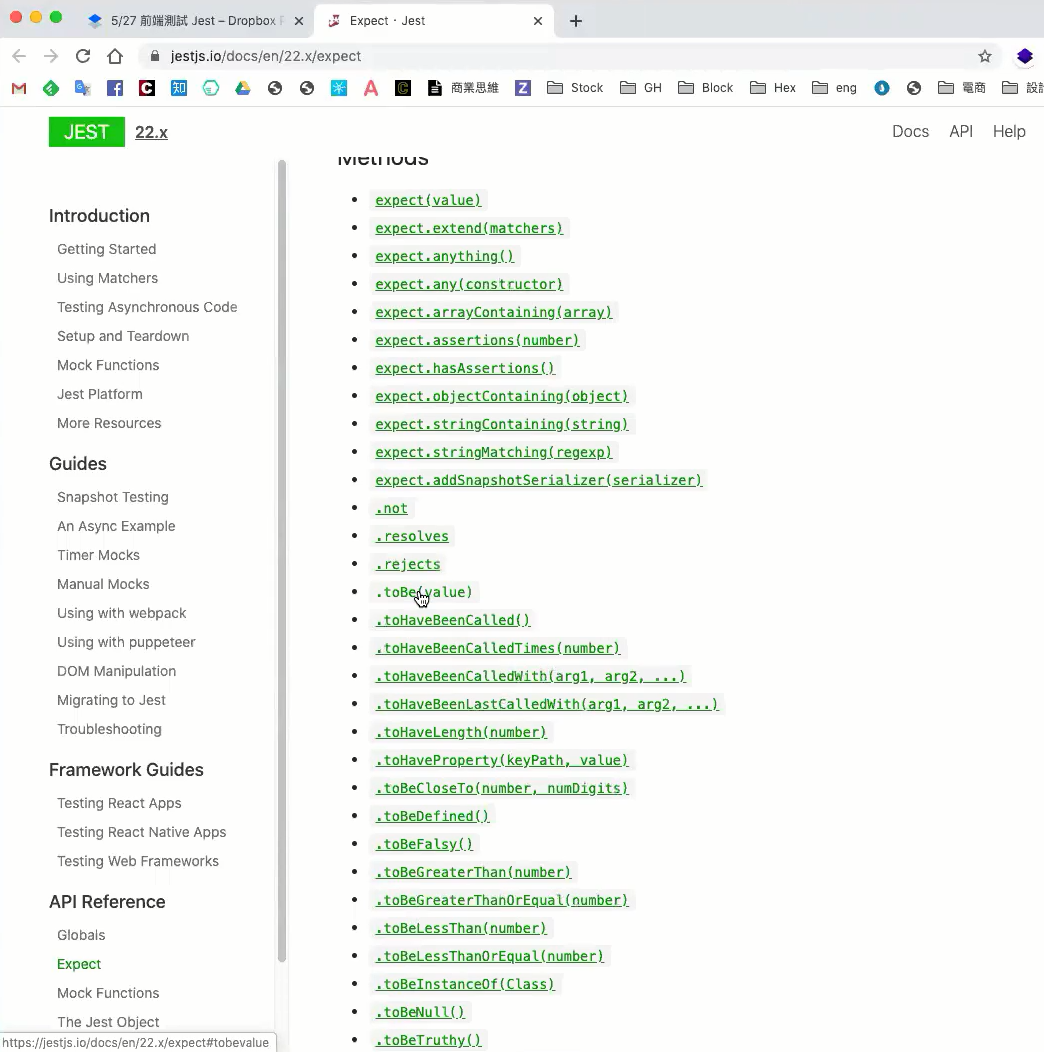 5/27 前端測試 Jest – Dropbox P
Expect · Jest
jestjs.io/docs/en/22.x/expect
商業思維
Stock
GH
Block
Hex
eng
電商
設
JEST 22.x
Docs API Help
Methods
Introduction
Getting Started
Using Matchers
Testing Asynchronous Code
Setup and Teardown
Mock Functions
Jest Platform
More Resources
Guides
Snapshot Testing
An Async Example
Timer Mocks
Manual Mocks
Using with webpack
Using with puppeteer
DOM Manipulation
Migrating to Jest
Troubleshooting
Framework Guides
Testing React Apps
Testing React Native Apps
Testing Web Frameworks
API Reference
Globals
Expect
Mock Functions
The Jest Object
expect(value)
expect.extend(matchers)
expect.anything()
expect.any(constructor)
expect.arrayContaining(array)
expect.assertions(number)
expect.hasAssertions()
expect.objectContaining(object)
expect.stringContaining(string)
expect.stringMatching(regexp)
expect.addSnapshotSerializer(serializer)
.not
.resolves
.rejects
.toBe(value)
.toHaveBeenCalled()
.toHaveBeenCalledTimes(number)
.toHaveBeenCalledWith(arg1, arg2, ...)
.toHaveBeenLastCalledWith(arg1, arg2, ...)
.toHaveLength(number)
.toHaveProperty(keyPath, value)
.toBeCloseTo(number, numDigits)
.toBeDefined()
.toBeFalsy()
.toBeGreaterThan(number)
.toBeGreaterThanOrEqual(number)
.toBeLessThan(number)
.toBeLessThanOrEqual(number)
.toBeInstanceOf(Class)
.toBeNull()
.toBeTruthy()
https://jestjs.io/docs/en/22.x/expect#tobevalue